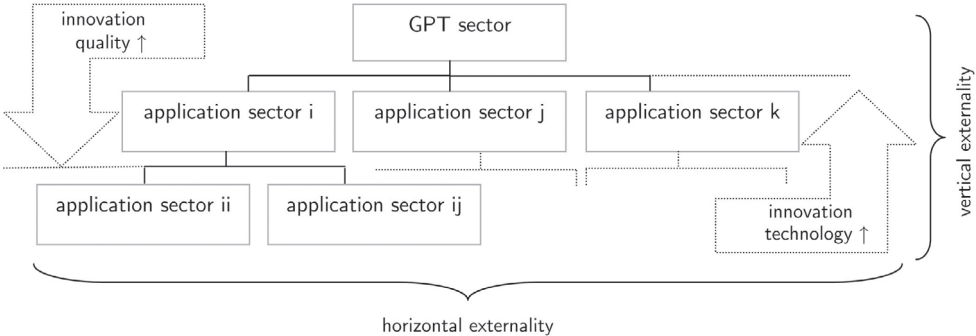 innovation
quality ↑
GPT sector
application sector i
application sector j
application sector k
application sector ii
application sector ij
innovation
technology ↑
vertical externality
horizontal externality